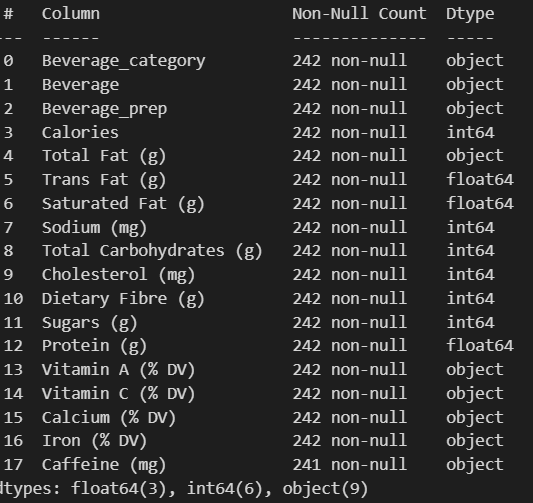 #   Column                    Non-Null Count  Dtype
---  ------                    --------------  -----
0   Beverage_category         242 non-null    object
1   Beverage                  242 non-null    object
2   Beverage_prep             242 non-null    object
3   Calories                  242 non-null    int64
4   Total Fat (g)             242 non-null    object
5   Trans Fat (g)             242 non-null    float64
6   Saturated Fat (g)         242 non-null    float64
7   Sodium (mg)               242 non-null    int64
8   Total Carbohydrates (g)   242 non-null    int64
9   Cholesterol (mg)          242 non-null    int64
10  Dietary Fibre (g)         242 non-null    int64
11  Sugars (g)                242 non-null    int64
12  Protein (g)               242 non-null    float64
13  Vitamin A (% DV)          242 non-null    object
14  Vitamin C (% DV)          242 non-null    object
15  Calcium (% DV)            242 non-null    object
16  Iron (% DV)               242 non-null    object
17  Caffeine (mg)             241 non-null    object
dtypes: float64(3), int64(6), object(9)